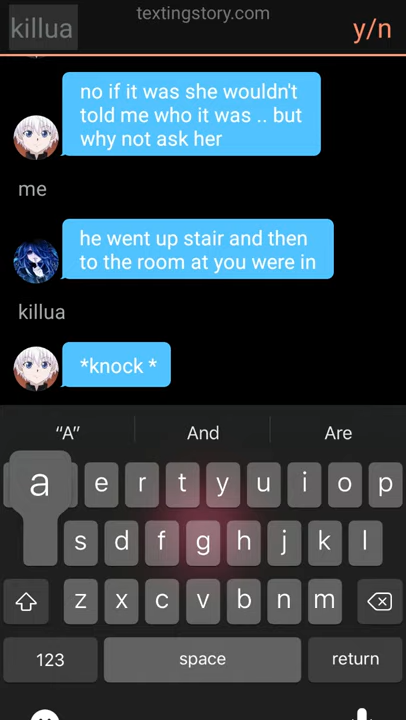 textingstory.com
killua
y/n
no if it was she wouldn't
told me who it was .. but
why not ask her
me
he went up stair and then
to the room at you were in
killua
*knock *
“A” And Are
a e r t y u i o p
s d f g h j k l
z x c v b n m
123 space return